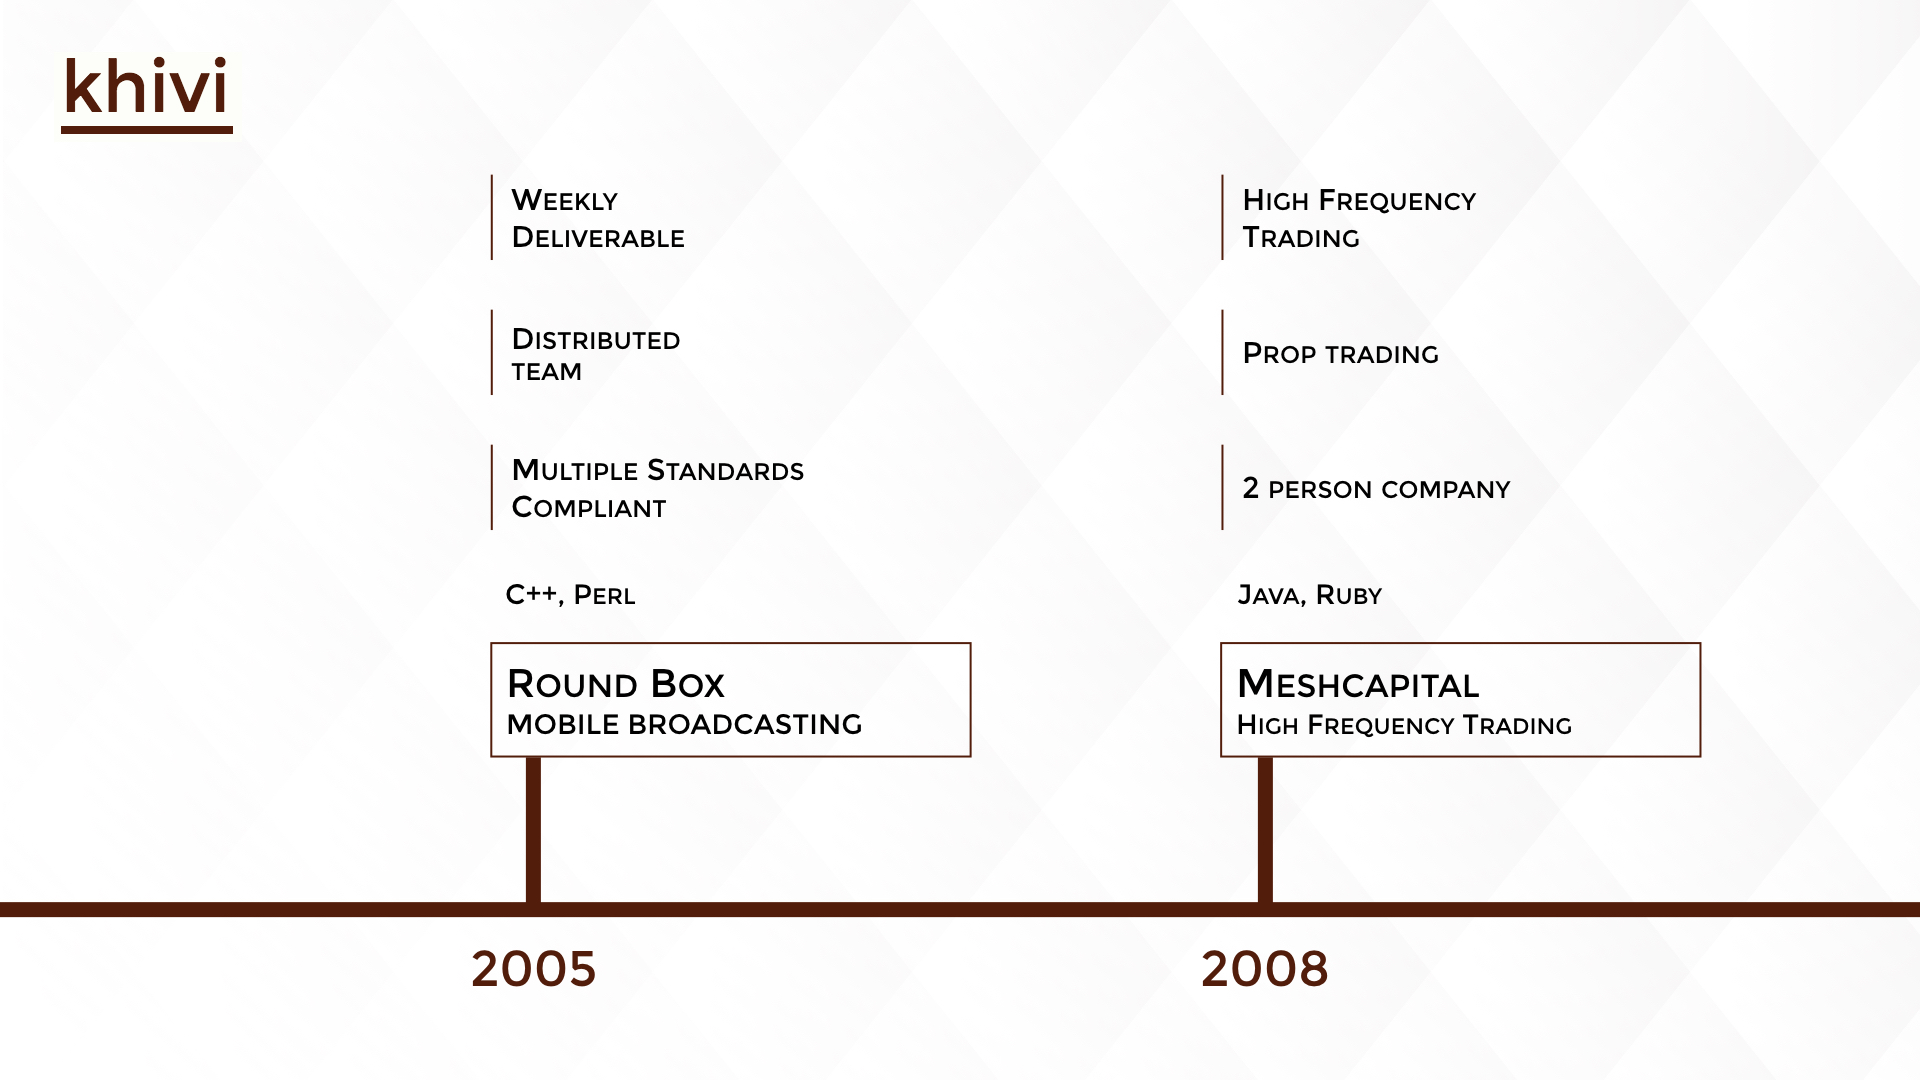 khivi
Weekly
Deliverable
Distributed
team
Multiple Standards
Compliant
C++, Perl
Round Box
mobile broadcasting
2005
High Frequency
Trading
Prop trading
2 person company
Java, Ruby
Meshcapital
High Frequency Trading
2008